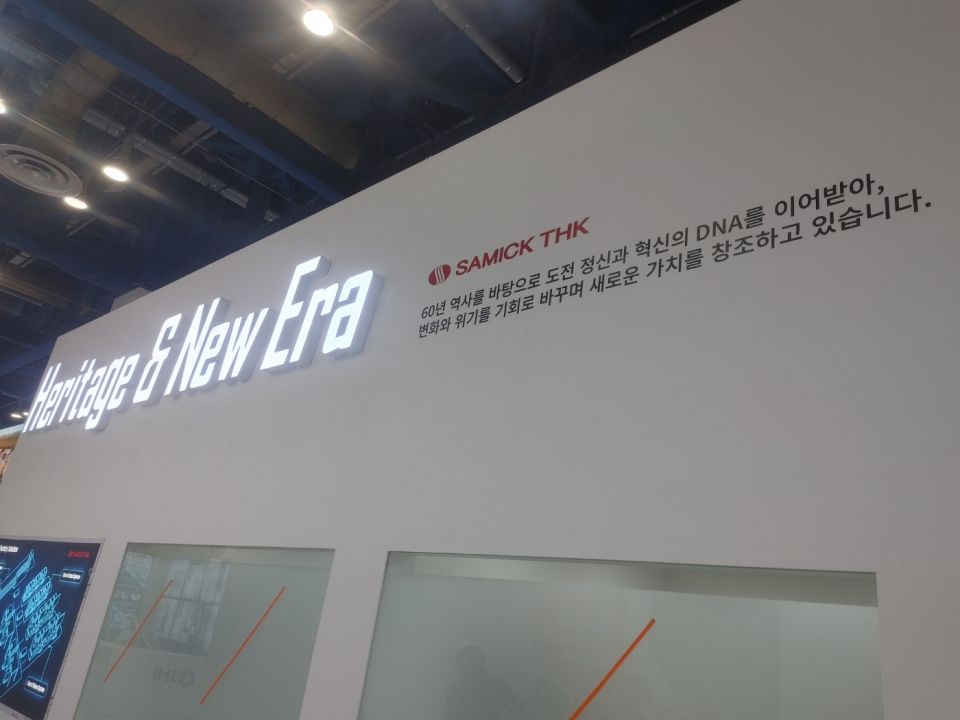 Heritage & New Era
SAMICK THK
60년 역사를 바탕으로 도전 정신과 혁신의 DNA를 이어받아,
변화와 위기를 기회로 바꾸며 새로운 가치를 창조하고 있습니다.